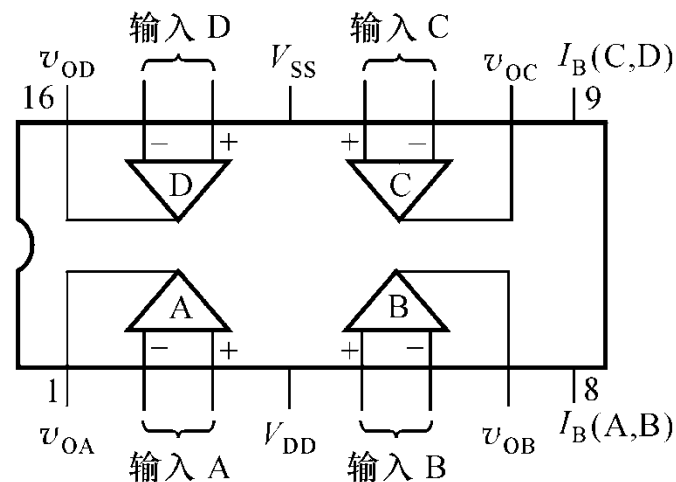 输入 D
输入 C
v_OD
V_SS
v_OC
I_B(C,D)
16
9
− + + −
D
C
A
B
− + + −
1
8
v_OA
V_DD
v_OB
I_B(A,B)
输入 A
输入 B